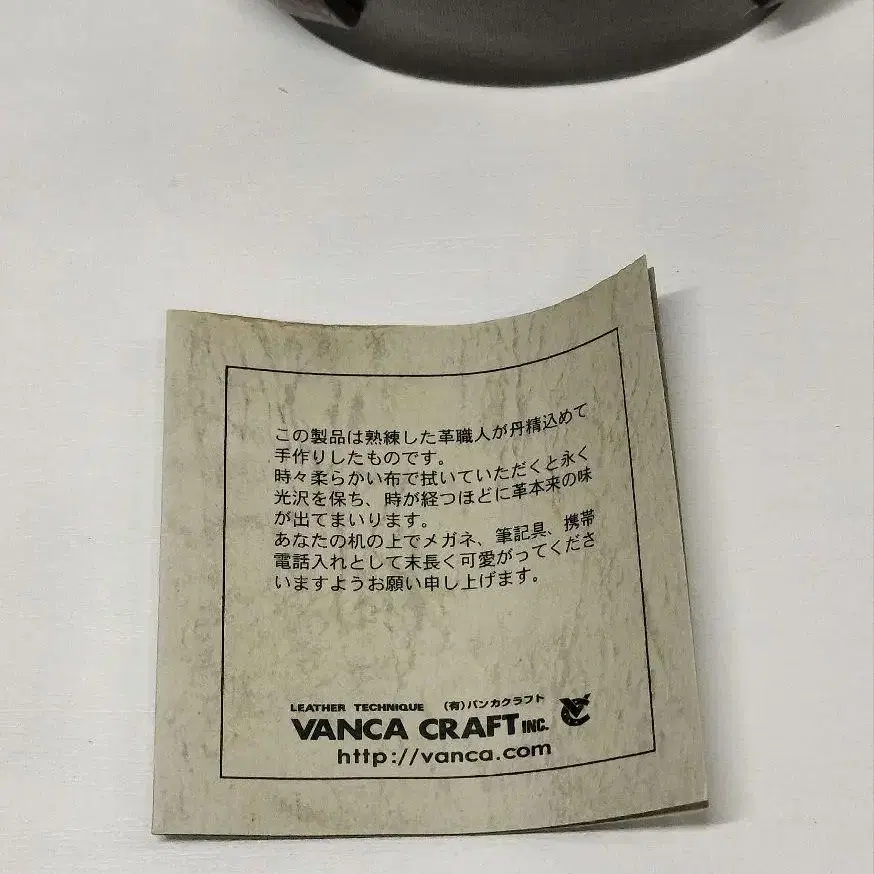 この製品は熟練した革職人が丹精込めて
手作りしたものです。
時々柔らかい布で拭いていただくと永く
光沢を保ち、時が経つほどに革本来の味
が出てまいります。
あなたの机の上でメガネ、筆記具、携帯
電話入れとして末長く可愛がってくださ
いますようお願い申し上げます。
LEATHER TECHNIQUE (有)バンカクラフト
VANCA CRAFT INC.
http://vanca.com